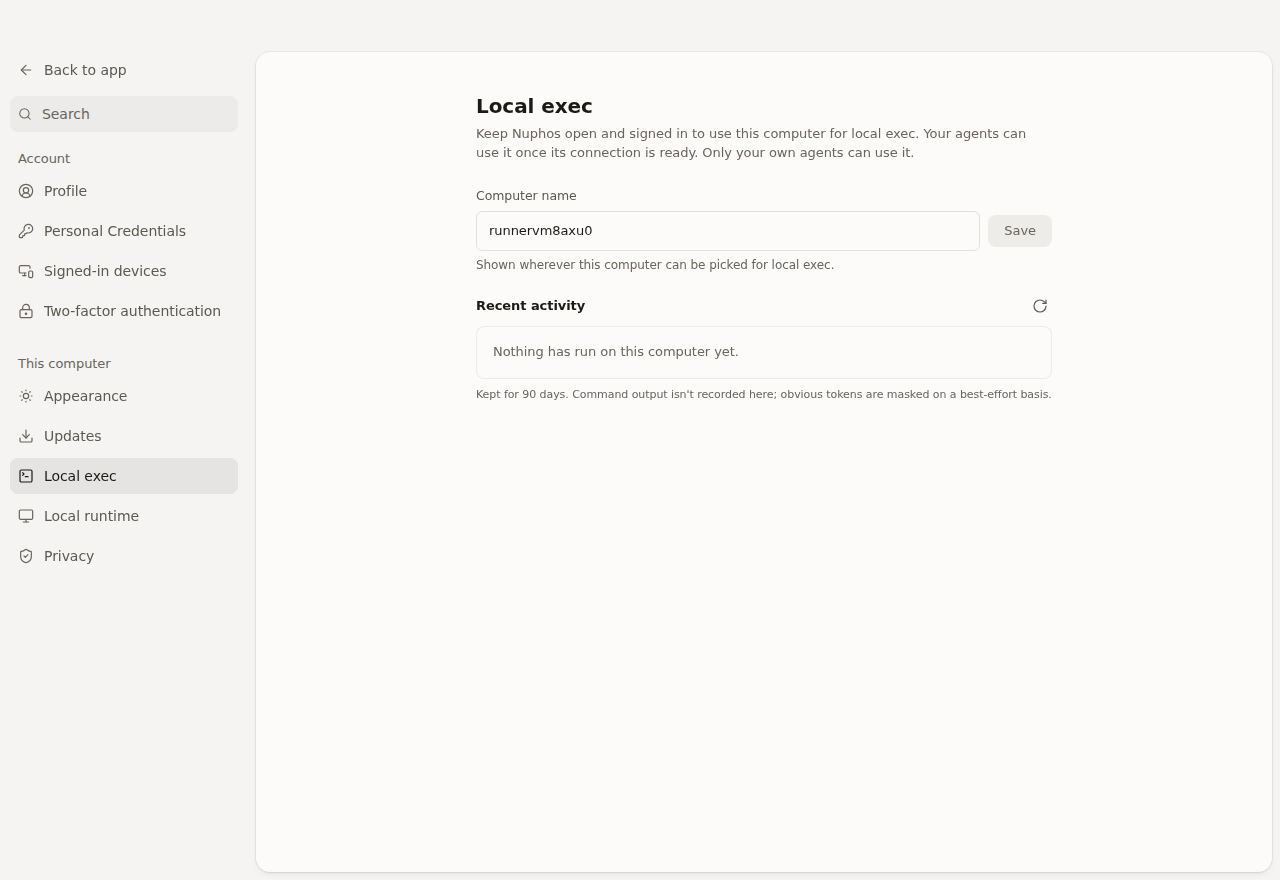 Back to app
Search
Account
Profile
Personal Credentials
Signed-in devices
Two-factor authentication
This computer
Appearance
Updates
Local exec
Local runtime
Privacy
Local exec
Keep Nuphos open and signed in to use this computer for local exec. Your agents can
use it once its connection is ready. Only your own agents can use it.
Computer name
runnervm8axu0
Save
Shown wherever this computer can be picked for local exec.
Recent activity
Nothing has run on this computer yet.
Kept for 90 days. Command output isn't recorded here; obvious tokens are masked on a best-effort basis.